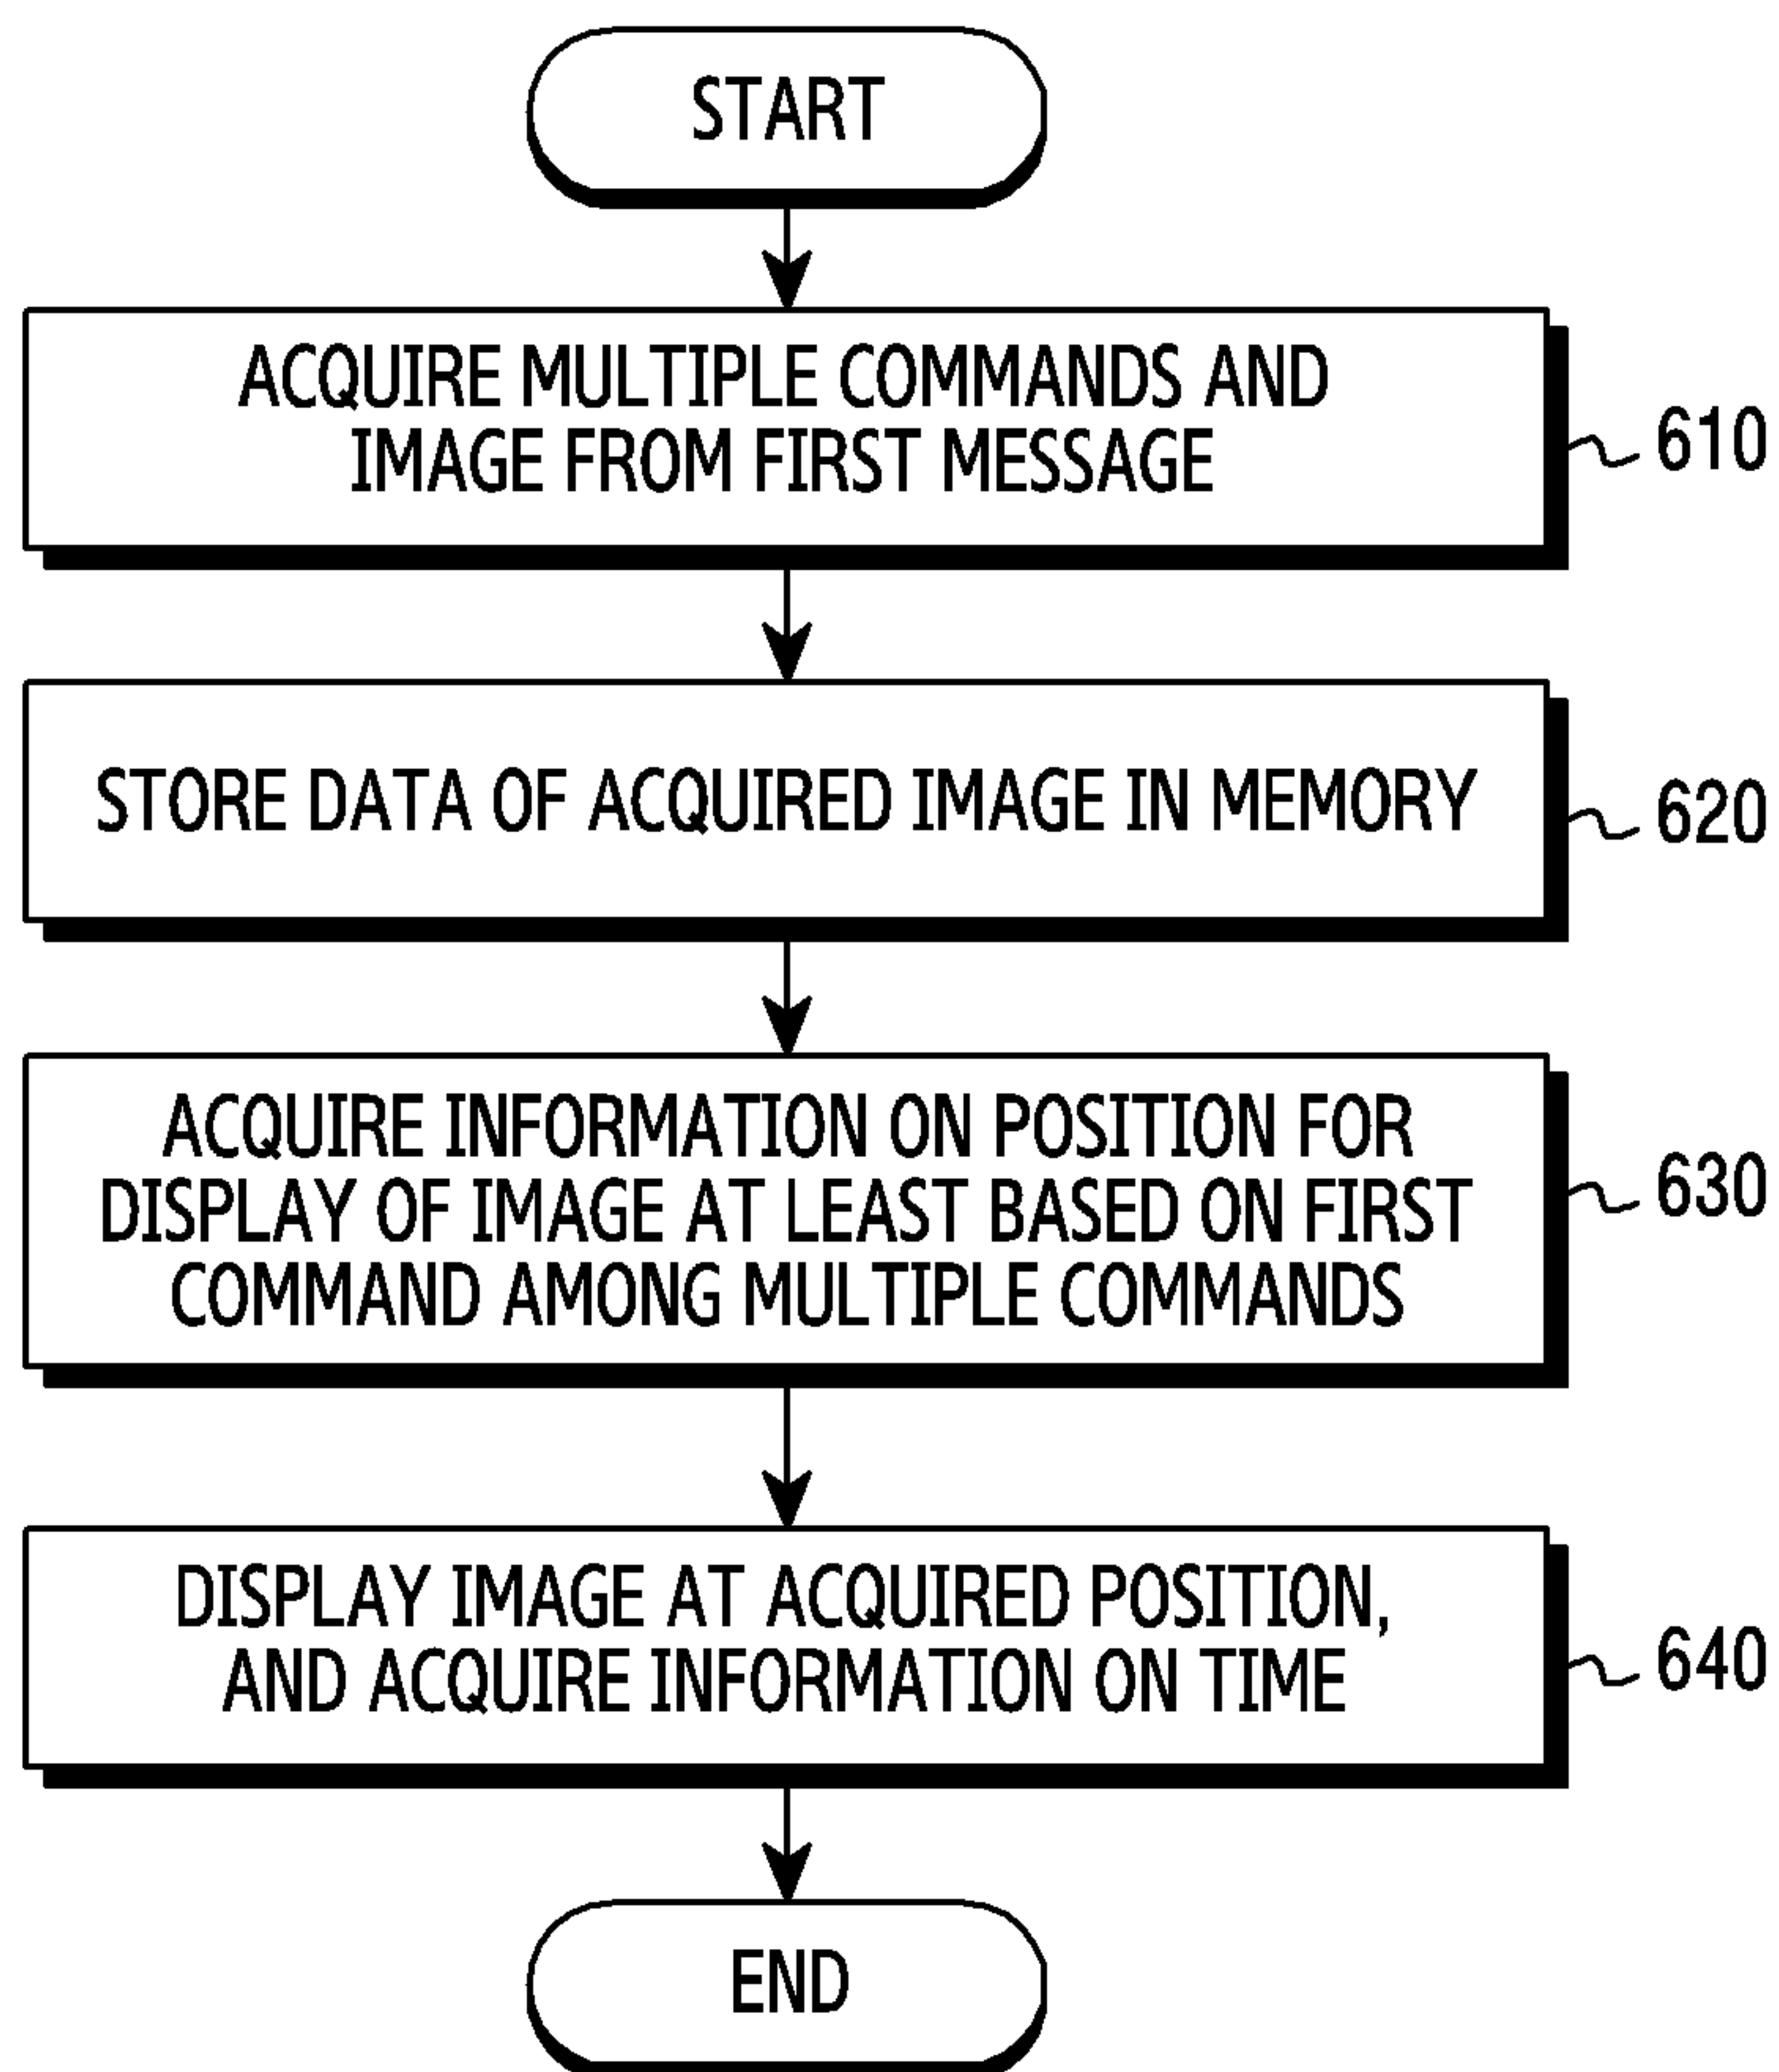 START
ACQUIRE MULTIPLE COMMANDS AND
IMAGE FROM FIRST MESSAGE
610
STORE DATA OF ACQUIRED IMAGE IN MEMORY
620
ACQUIRE INFORMATION ON POSITION FOR
DISPLAY OF IMAGE AT LEAST BASED ON FIRST
COMMAND AMONG MULTIPLE COMMANDS
630
DISPLAY IMAGE AT ACQUIRED POSITION,
AND ACQUIRE INFORMATION ON TIME
640
END